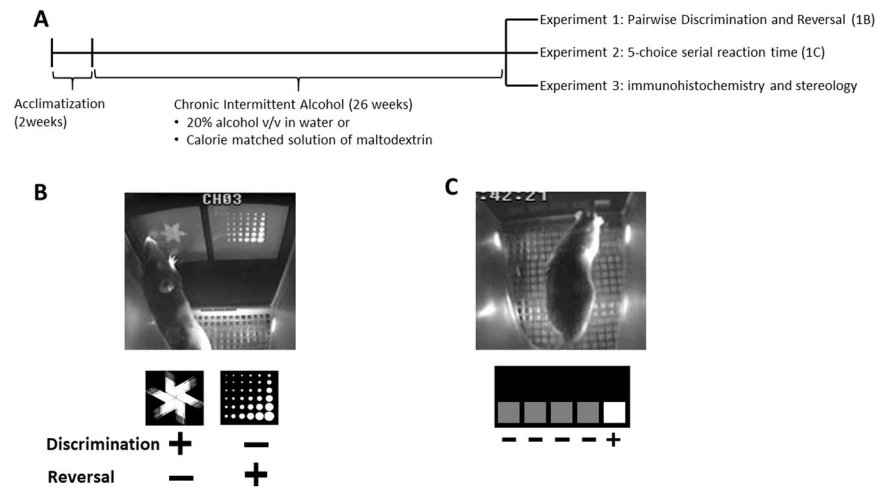 A
Experiment 1: Pairwise Discrimination and Reversal (1B)
Experiment 2: 5-choice serial reaction time (1C)
Experiment 3: immunohistochemistry and stereology
Acclimatization
(2weeks)
Chronic Intermittent Alcohol (26 weeks)
• 20% alcohol v/v in water or
• Calorie matched solution of maltodextrin
B
CH03
Discrimination + −
Reversal − +
C
:42:21
− − − − +